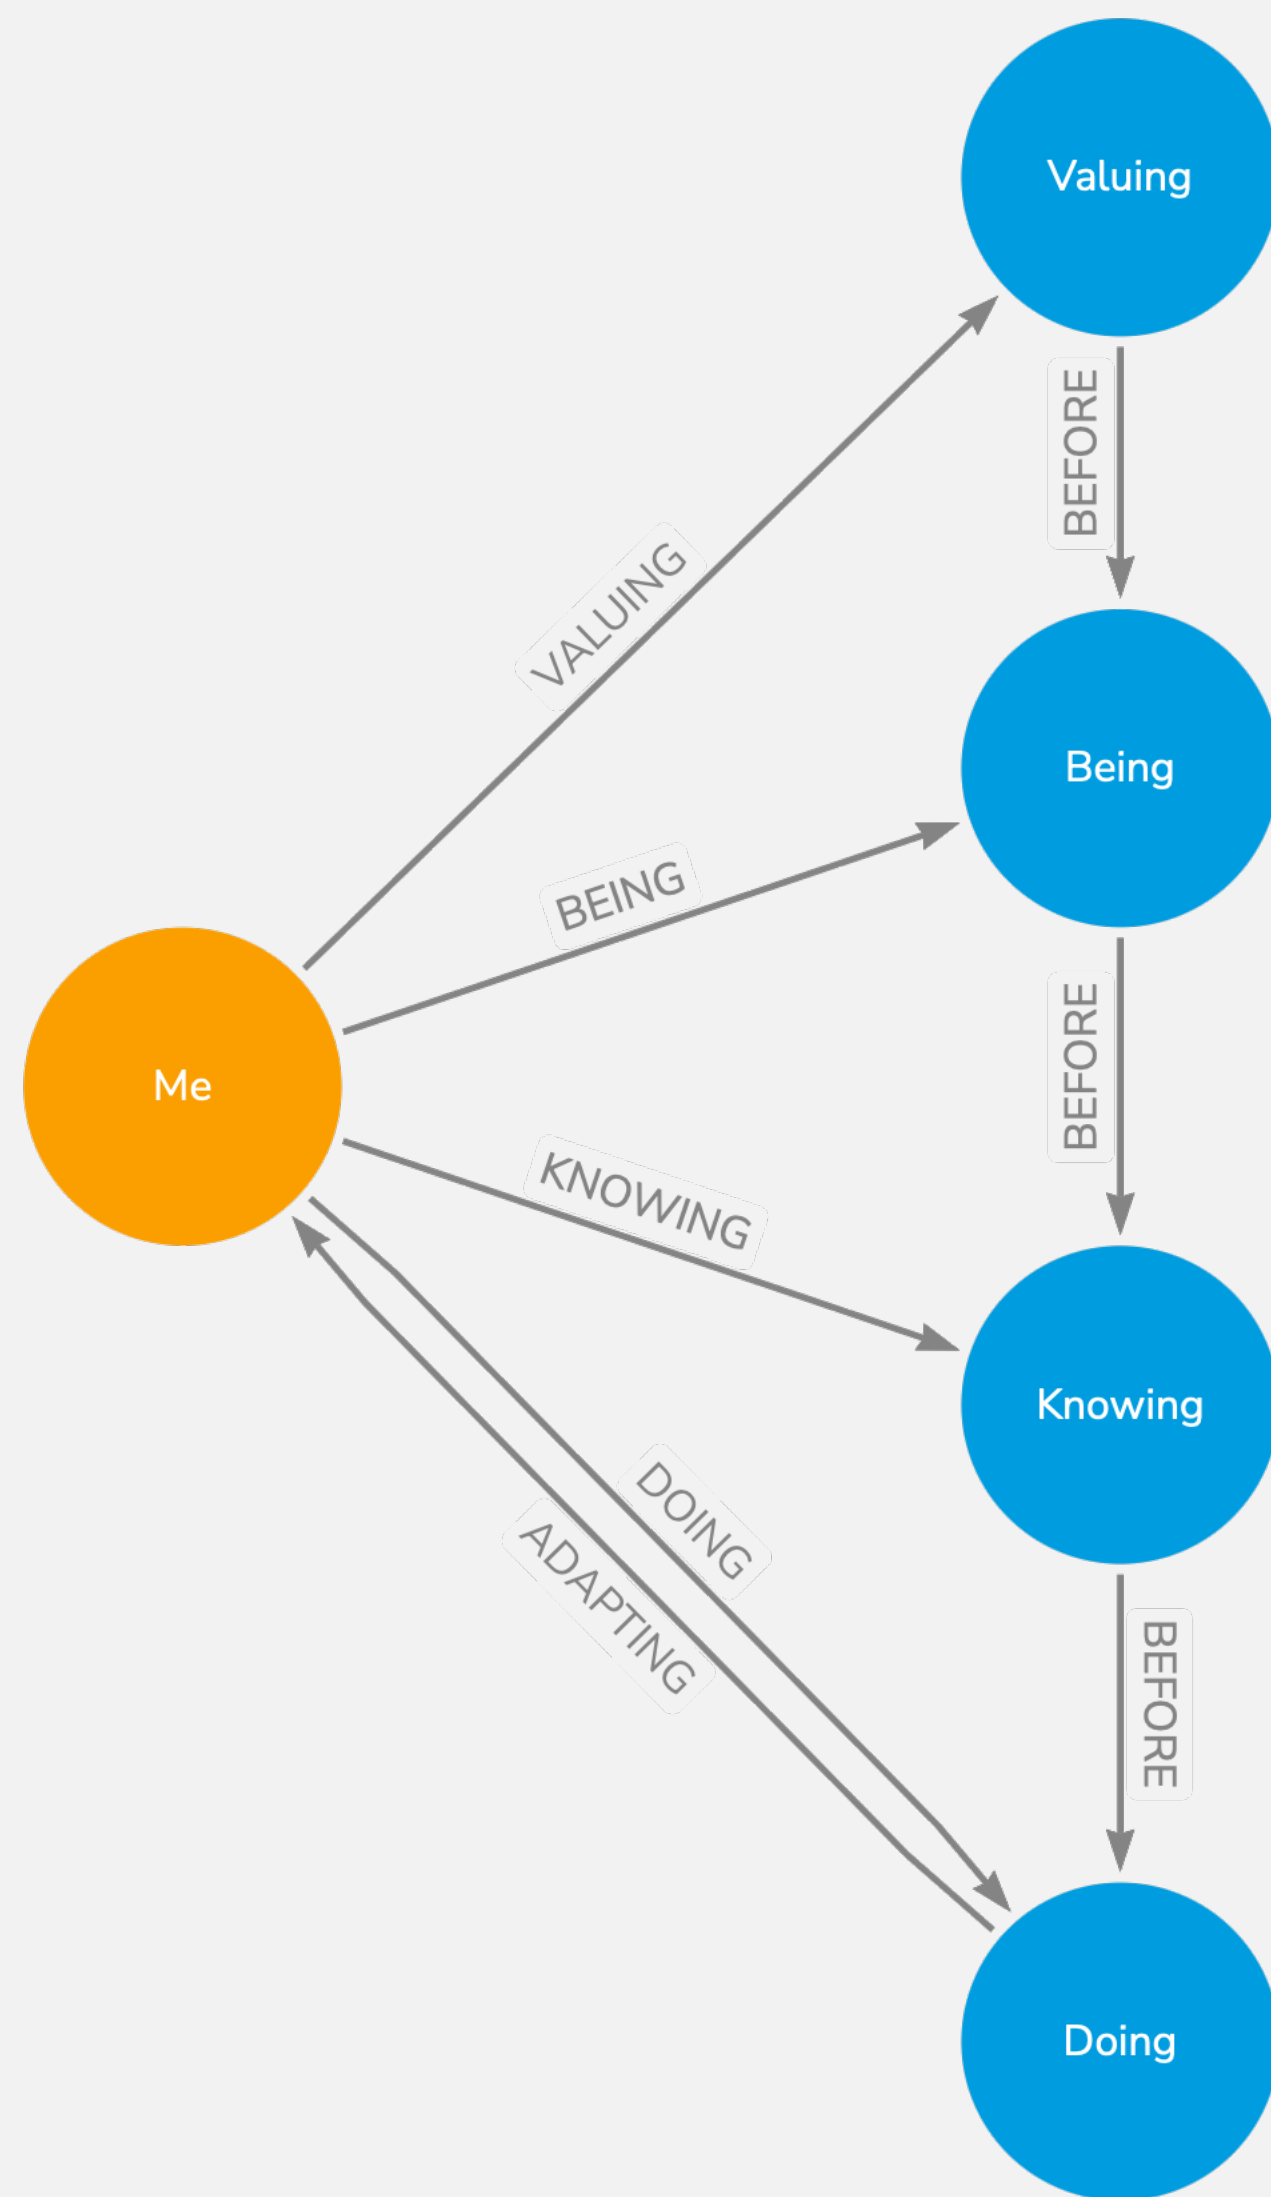 Valuing
BEFORE
VALUING
Being
BEING
BEFORE
Me
KNOWING
Knowing
DOING
ADAPTING
BEFORE
Doing